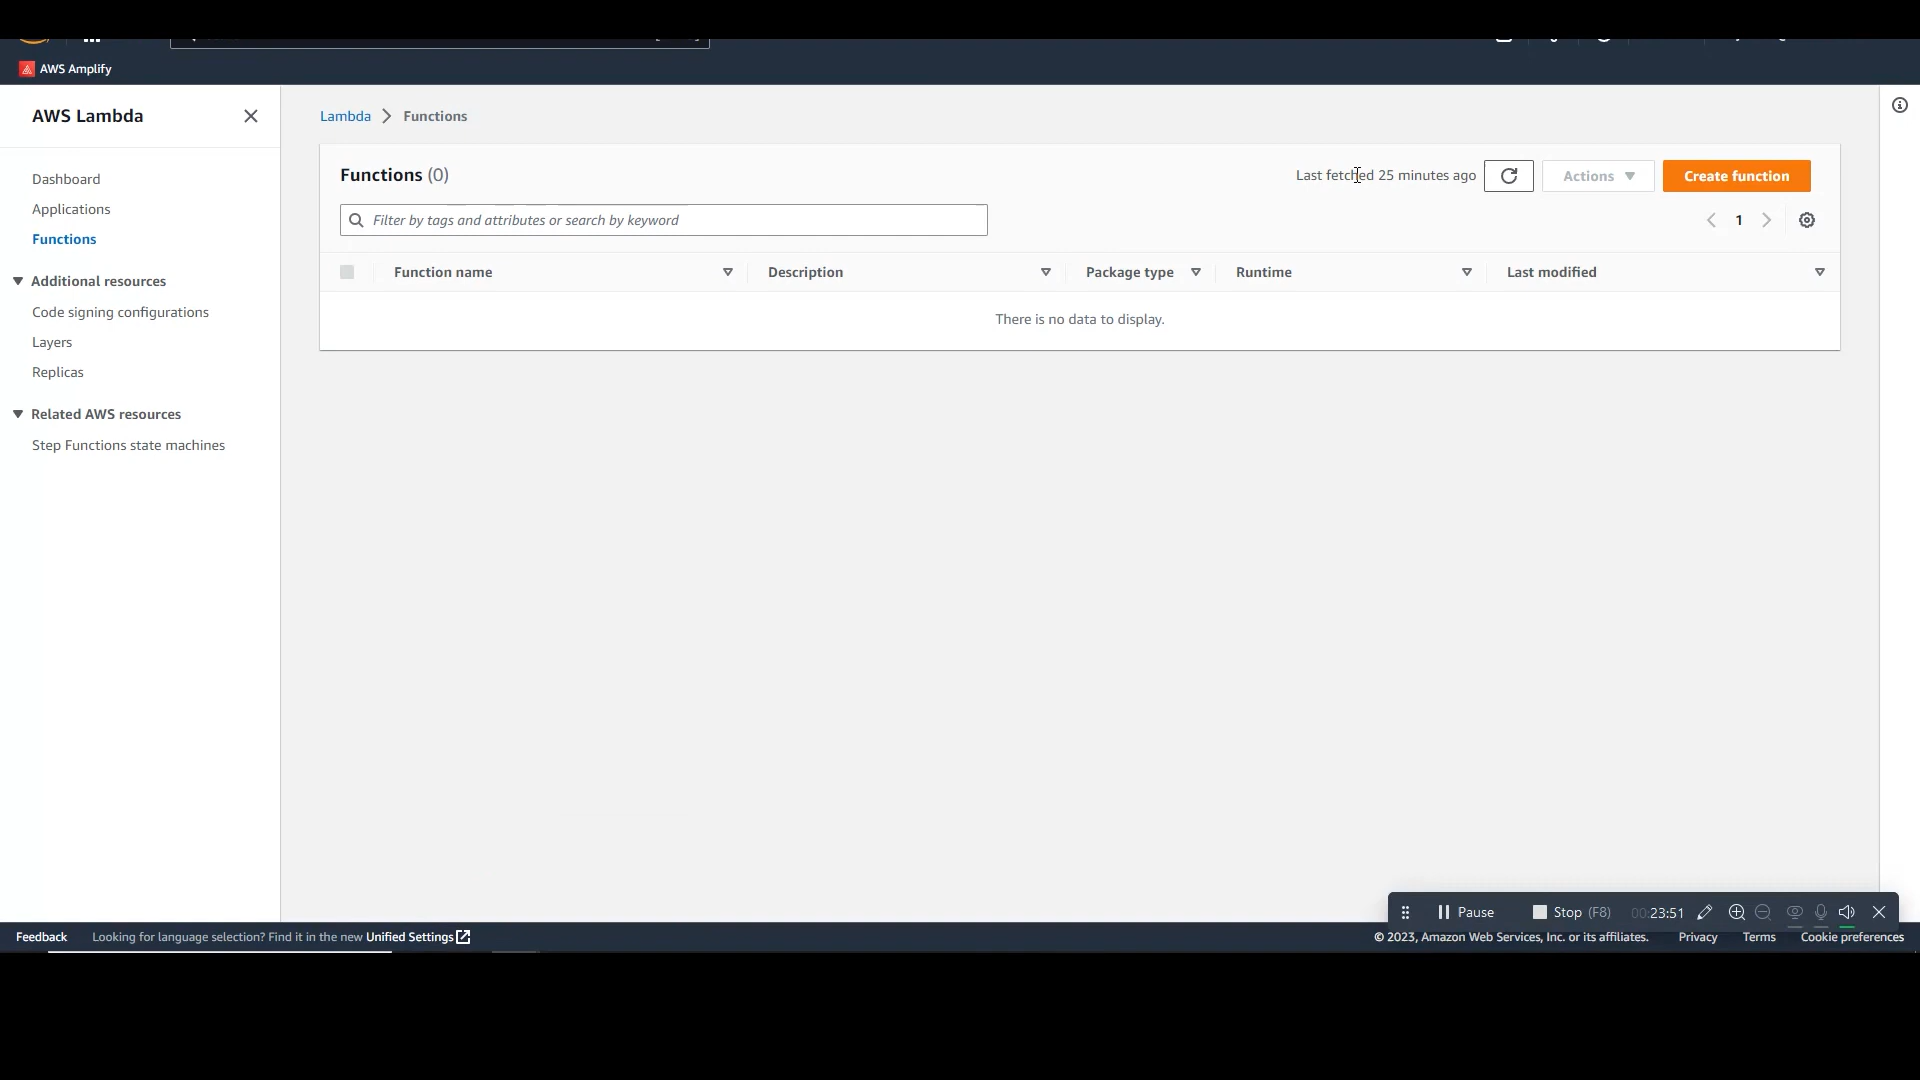 AWS Amplify
AWS Lambda
Dashboard
Applications
Functions
Additional resources
Code signing configurations
Layers
Replicas
Related AWS resources
Step Functions state machines
Lambda > Functions
Functions (0)
Last fetched 25 minutes ago
Actions
Create function
Filter by tags and attributes or search by keyword
1
Function name Description Package type Runtime Last modified
There is no data to display.
Pause Stop (F8) 00:23:51
Feedback Looking for language selection? Find it in the new Unified Settings
© 2023, Amazon Web Services, Inc. or its affiliates. Privacy Terms Cookie preferences